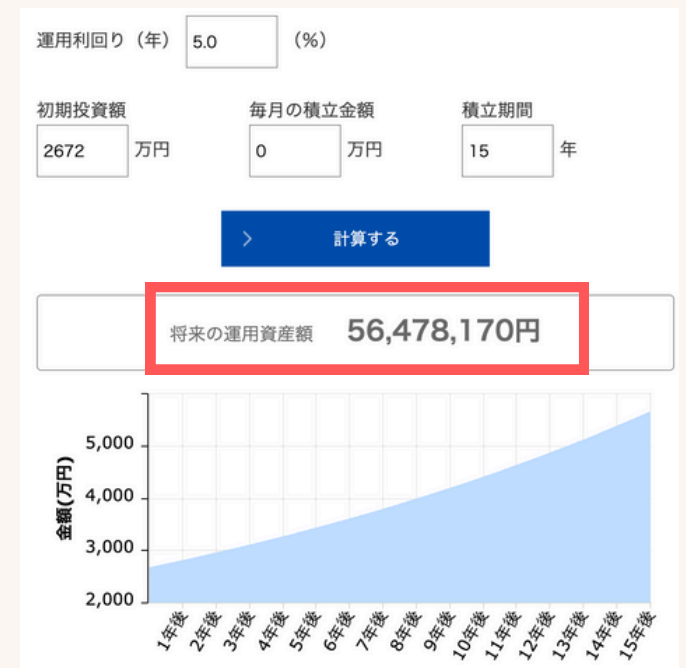 運用利回り（年） 5.0 （%）
初期投資額 毎月の積立金額 積立期間
2672 万円 0 万円 15 年
計算する
将来の運用資産額 56,478,170円
金額(万円)
5,000
4,000
3,000
2,000
1年後 2年後 3年後 4年後 5年後 6年後 7年後 8年後 9年後 10年後 11年後 12年後 13年後 14年後 15年後